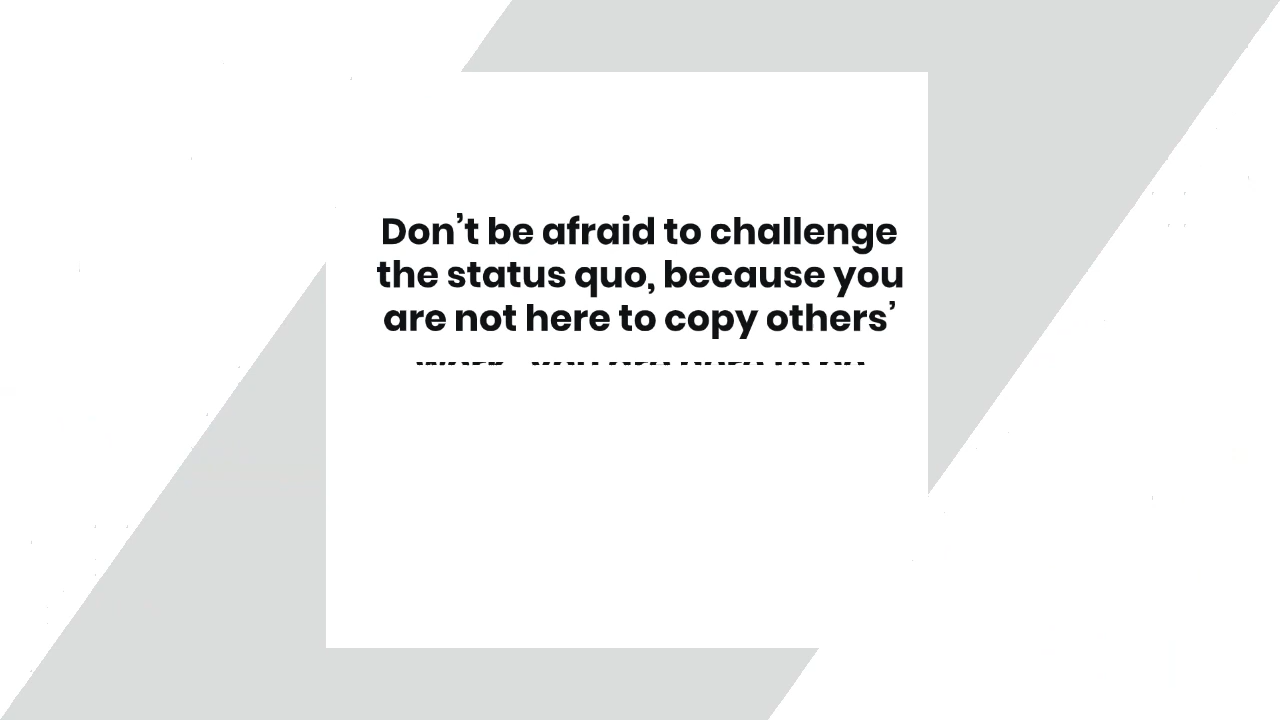 Don’t be afraid to challenge
the status quo, because you
are not here to copy others’